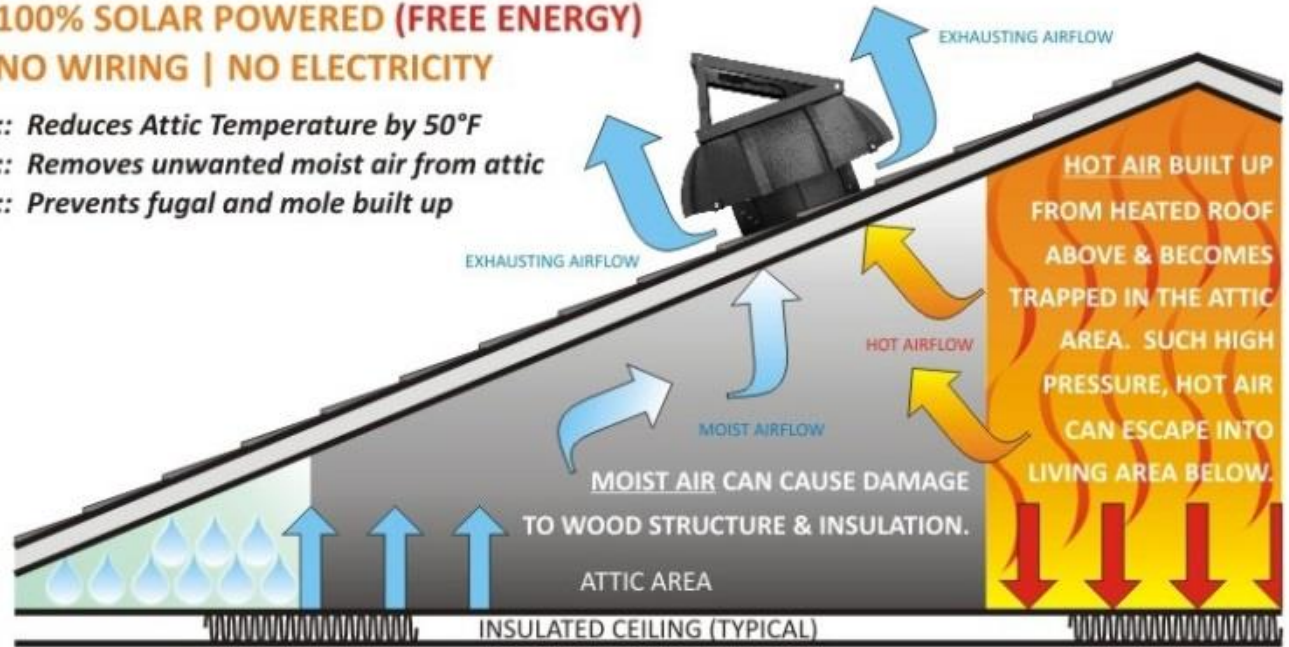 100% SOLAR POWERED (FREE ENERGY)
NO WIRING | NO ELECTRICITY
:: Reduces Attic Temperature by 50°F
:: Removes unwanted moist air from attic
:: Prevents fugal and mole built up
EXHAUSTING AIRFLOW
EXHAUSTING AIRFLOW
HOT AIR BUILT UP
FROM HEATED ROOF
ABOVE & BECOMES
TRAPPED IN THE ATTIC
AREA. SUCH HIGH
PRESSURE, HOT AIR
CAN ESCAPE INTO
LIVING AREA BELOW.
HOT AIRFLOW
MOIST AIRFLOW
MOIST AIR CAN CAUSE DAMAGE
TO WOOD STRUCTURE & INSULATION.
ATTIC AREA
INSULATED CEILING (TYPICAL)